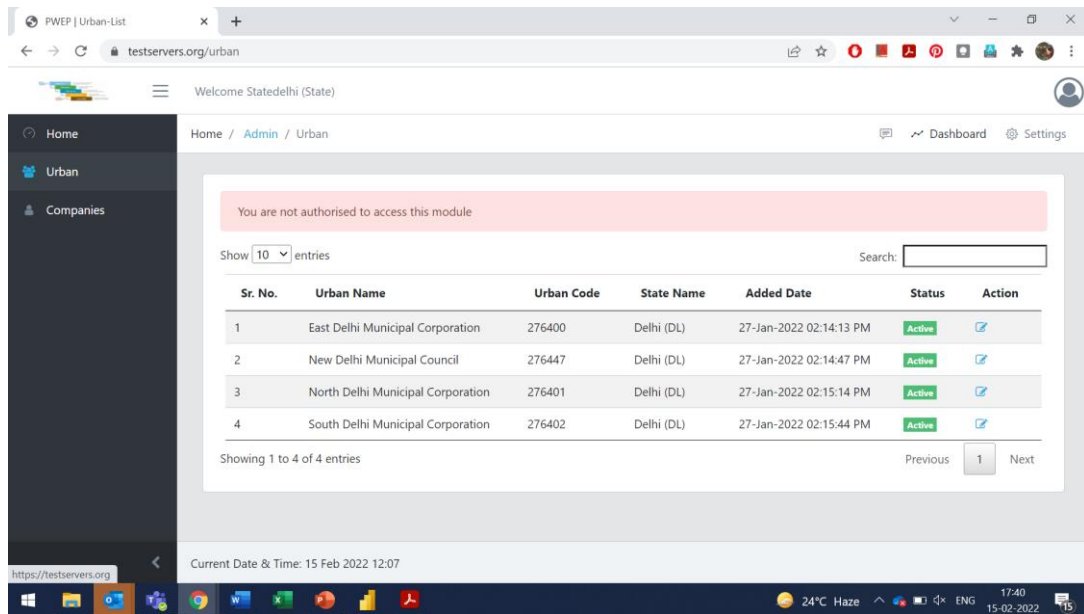 PWEP | Urban-List
testservers.org/urban
Welcome Statedelhi (State)
Home
Urban
Companies
Home / Admin / Urban
Dashboard Settings
You are not authorised to access this module
Show 10 entries
Search:
Sr. No. Urban Name Urban Code State Name Added Date Status Action
1 East Delhi Municipal Corporation 276400 Delhi (DL) 27-Jan-2022 02:14:13 PM Active
2 New Delhi Municipal Council 276447 Delhi (DL) 27-Jan-2022 02:14:47 PM Active
3 North Delhi Municipal Corporation 276401 Delhi (DL) 27-Jan-2022 02:15:14 PM Active
4 South Delhi Municipal Corporation 276402 Delhi (DL) 27-Jan-2022 02:15:44 PM Active
Showing 1 to 4 of 4 entries
Previous 1 Next
Current Date & Time: 15 Feb 2022 12:07
https://testservers.org
24°C Haze
ENG
17:40
15-02-2022
15